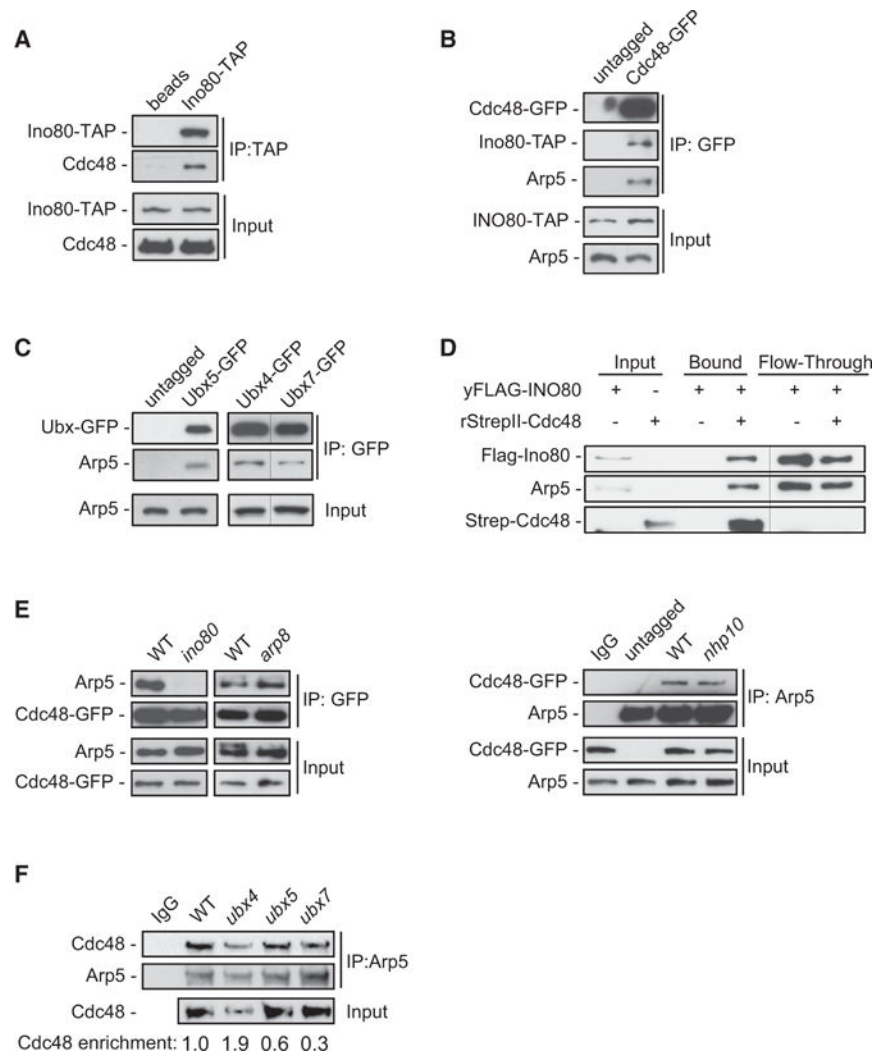 A
beads
Ino80-TAP
Ino80-TAP -
Cdc48 -
IP:TAP
Ino80-TAP -
Cdc48 -
Input
B
untagged
Cdc48-GFP
Cdc48-GFP -
Ino80-TAP -
Arp5 -
IP: GFP
INO80-TAP -
Arp5 -
Input
C
untagged
Ubx5-GFP
Ubx4-GFP
Ubx7-GFP
Ubx-GFP -
Arp5 -
IP: GFP
Arp5 -
Input
D
Input Bound Flow-Through
yFLAG-INO80 + - + + + +
rStrepII-Cdc48 - + - + - +
Flag-Ino80 -
Arp5 -
Strep-Cdc48 -
E
WT
ino80
WT
arp8
Arp5 -
Cdc48-GFP -
IP: GFP
Arp5 -
Cdc48-GFP -
Input
IgG
untagged
WT
nhp10
Cdc48-GFP -
Arp5 -
IP: Arp5
Cdc48-GFP -
Arp5 -
Input
F
IgG
WT
ubx4
ubx5
ubx7
Cdc48 -
Arp5 -
IP:Arp5
Cdc48 -
Input
Cdc48 enrichment: 1.0 1.9 0.6 0.3